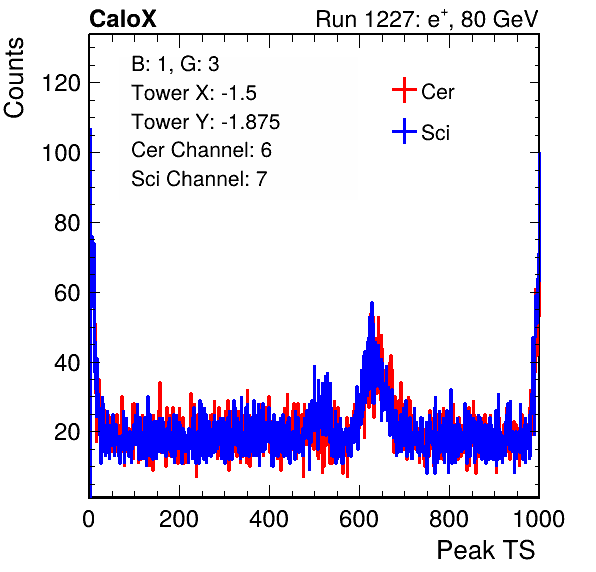 CaloX Run 1227: e⁺, 80 GeV
B: 1, G: 3
Tower X: -1.5
Tower Y: -1.875
Cer Channel: 6
Sci Channel: 7
Cer
Sci
Counts
120
100
80
60
40
20
0 200 400 600 800 1000
Peak TS